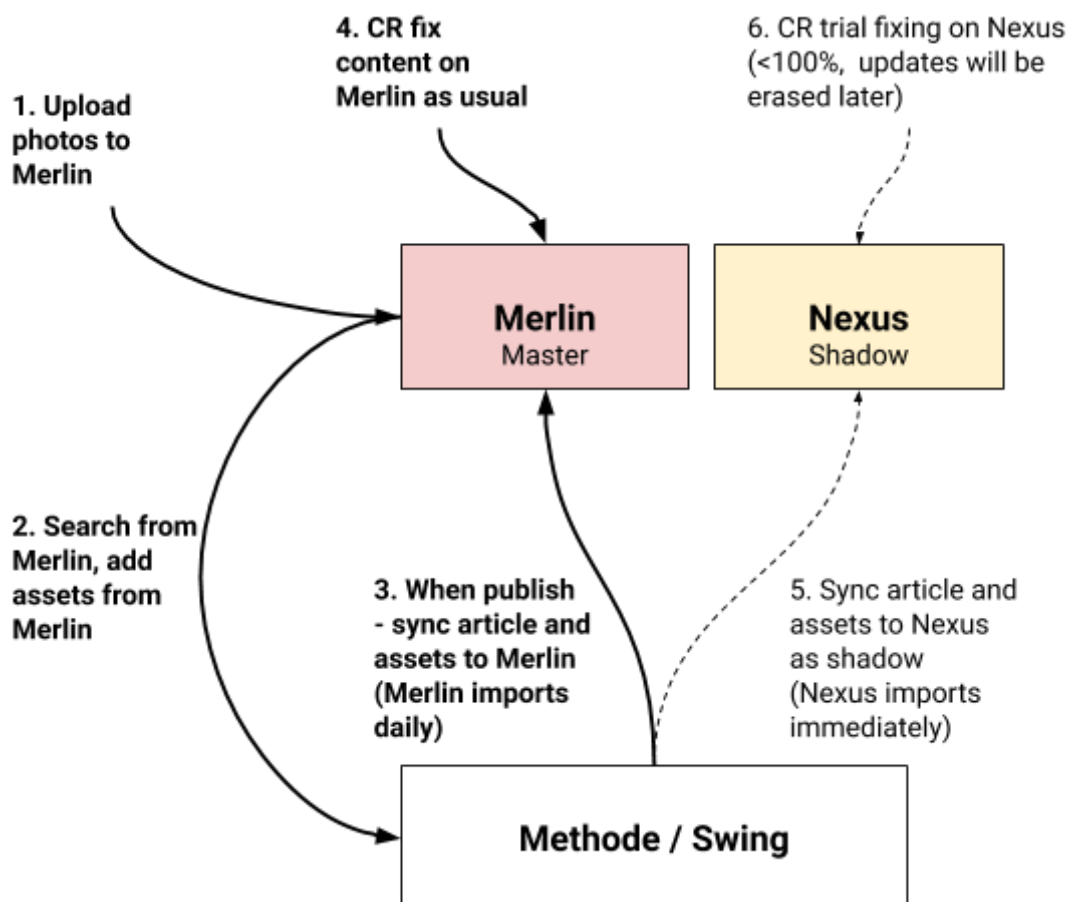 1. Upload
photos to
Merlin
4. CR fix
content on
Merlin as usual
6. CR trial fixing on Nexus
(<100%,  updates will be
erased later)
Merlin
Master
Nexus
Shadow
2. Search from
Merlin, add
assets from
Merlin
3. When publish
- sync article and
assets to Merlin
(Merlin imports
daily)
5. Sync article and
assets to Nexus
as shadow
(Nexus imports
immediately)
Methode / Swing